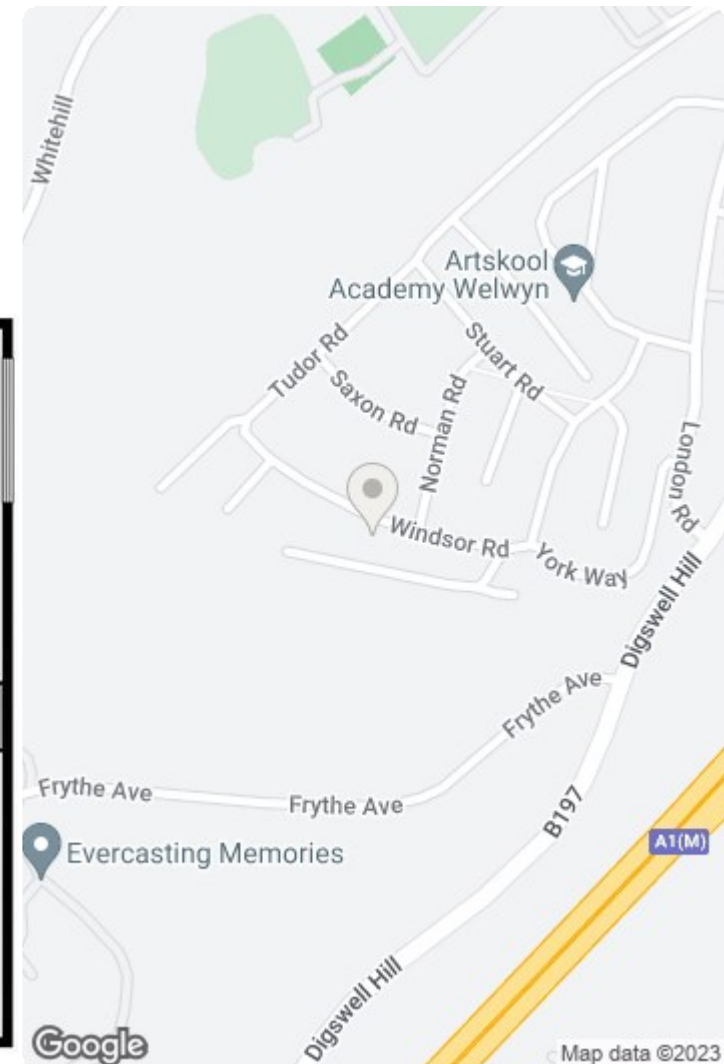 Whitehill
Artskool
Academy Welwyn
Tudor Rd
Stuart Rd
Saxon Rd
Norman Rd
London Rd
Windsor Rd
York Way
Digswell Hill
Frythe Ave
Frythe Ave
Frythe Ave
B197
A1(M)
Evercasting Memories
Digswell Hill
Google
Map data ©2023